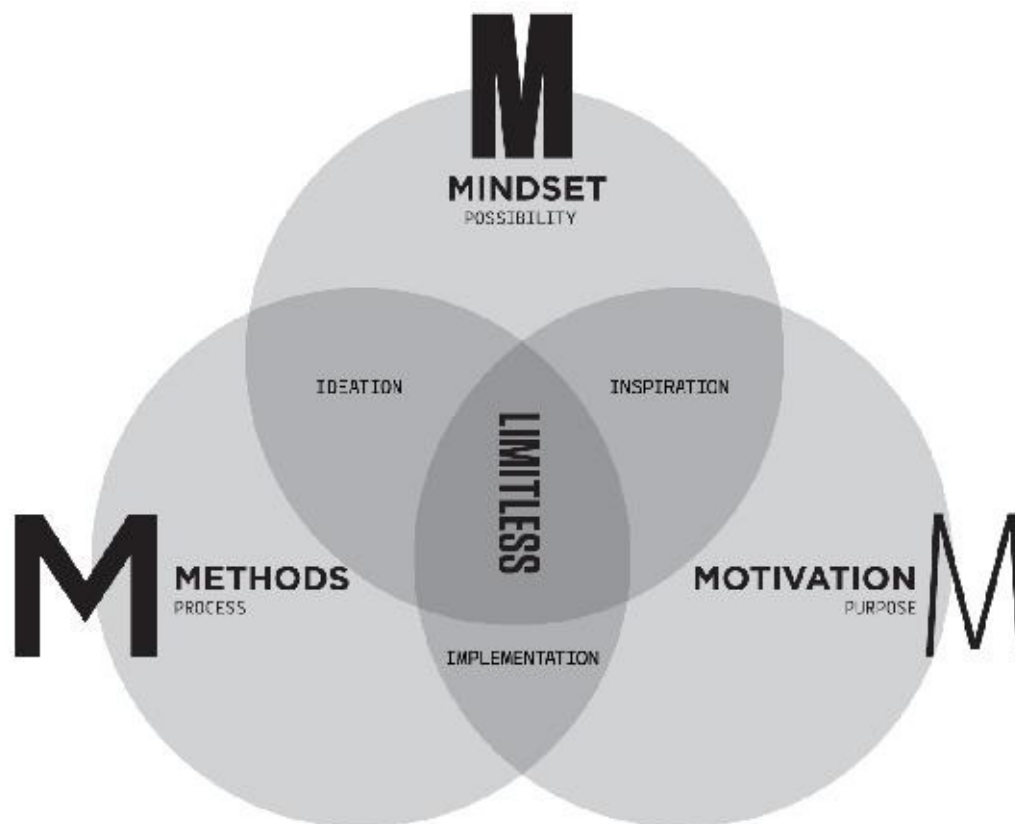 M
MINDSET
POSSIBILITY
IDEATION
INSPIRATION
LIMITLESS
M
METHODS
PROCESS
MOTIVATION
PURPOSE
M
IMPLEMENTATION